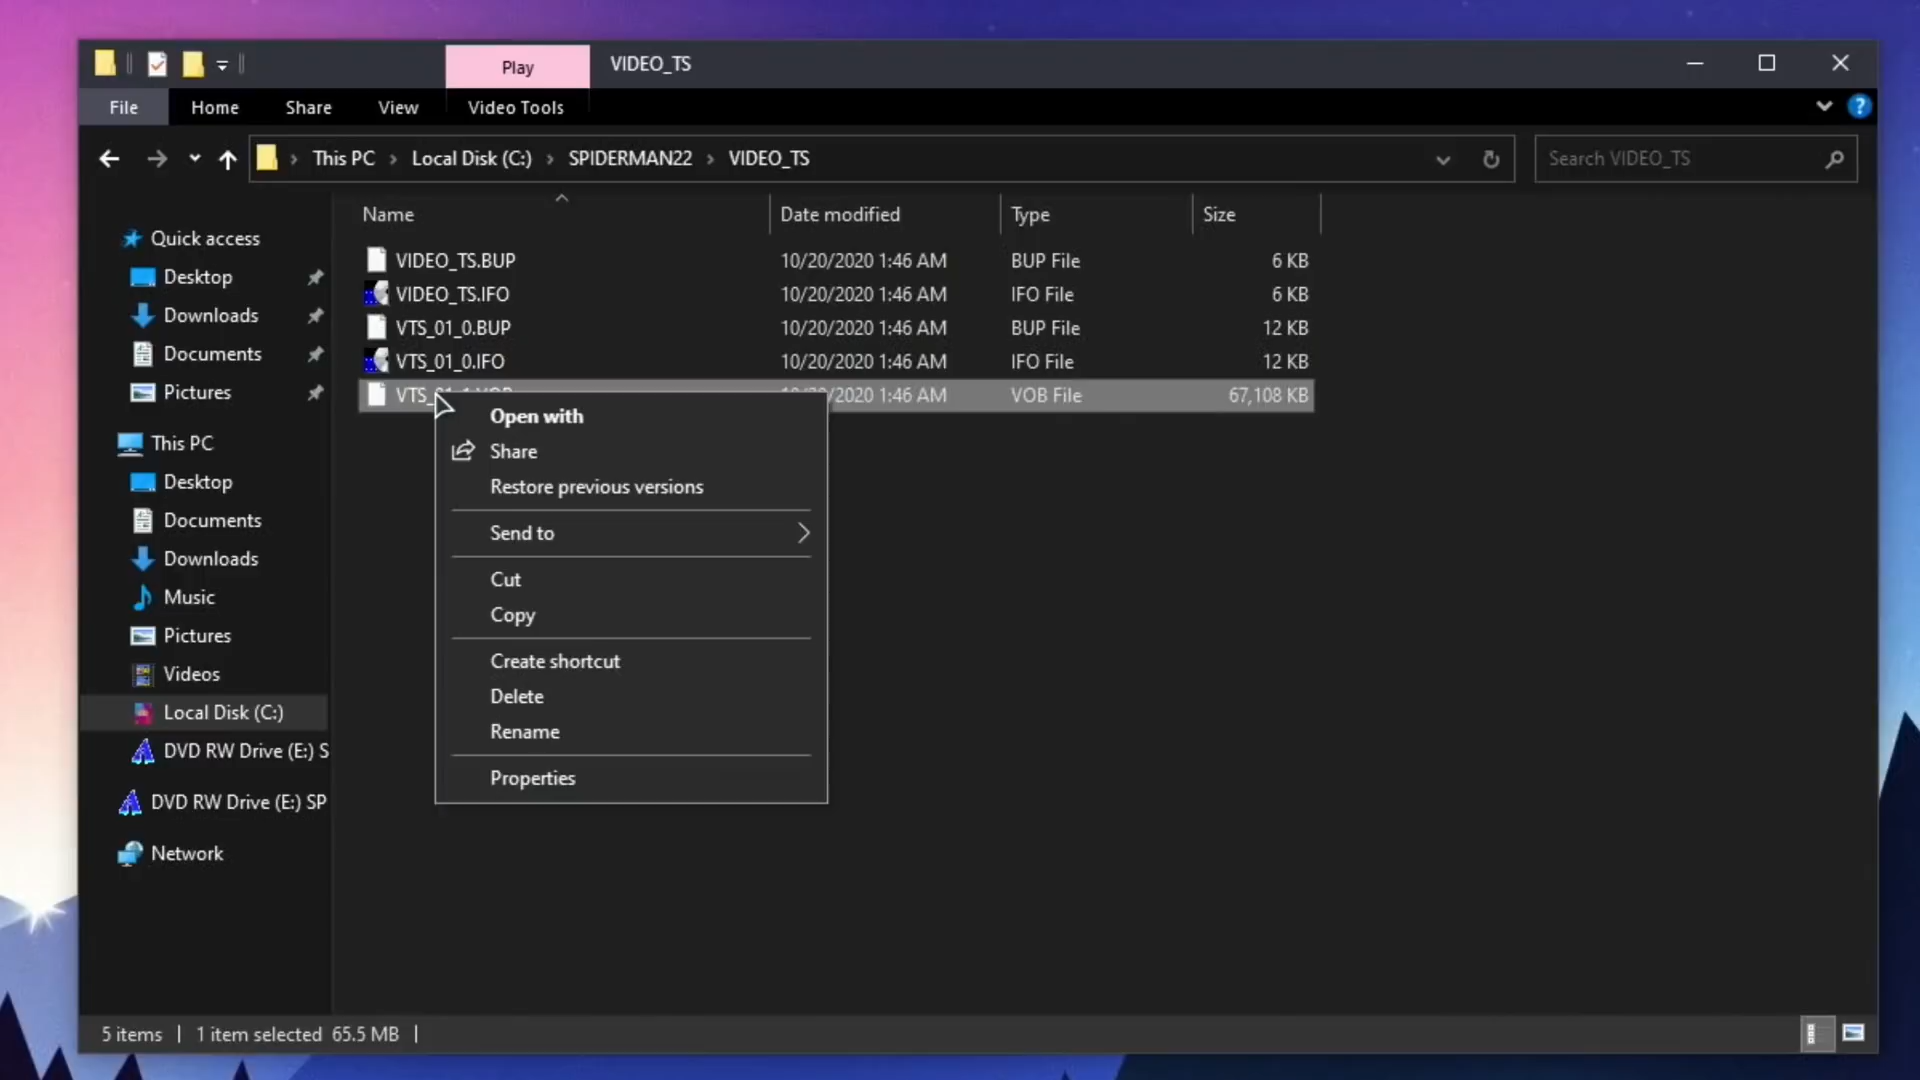 Play
VIDEO_TS
File
Home
Share
View
Video Tools
This PC
Local Disk (C:)
SPIDERMAN22
VIDEO_TS
Search VIDEO_TS
Name
Date modified
Type
Size
VIDEO_TS.BUP 10/20/2020 1:46 AM BUP File 6 KB
VIDEO_TS.IFO 10/20/2020 1:46 AM IFO File 6 KB
VTS_01_0.BUP 10/20/2020 1:46 AM BUP File 12 KB
VTS_01_0.IFO 10/20/2020 1:46 AM IFO File 12 KB
1:46 AM VOB File 67,108 KB
Quick access
Desktop
Downloads
Documents
Pictures
This PC
Desktop
Documents
Downloads
Music
Pictures
Videos
Local Disk (C:)
DVD RW Drive (E:) S
DVD RW Drive (E:) SP
Network
Open with
Share
Restore previous versions
Send to
Cut
Copy
Create shortcut
Delete
Rename
Properties
5 items
1 item selected 65.5 MB